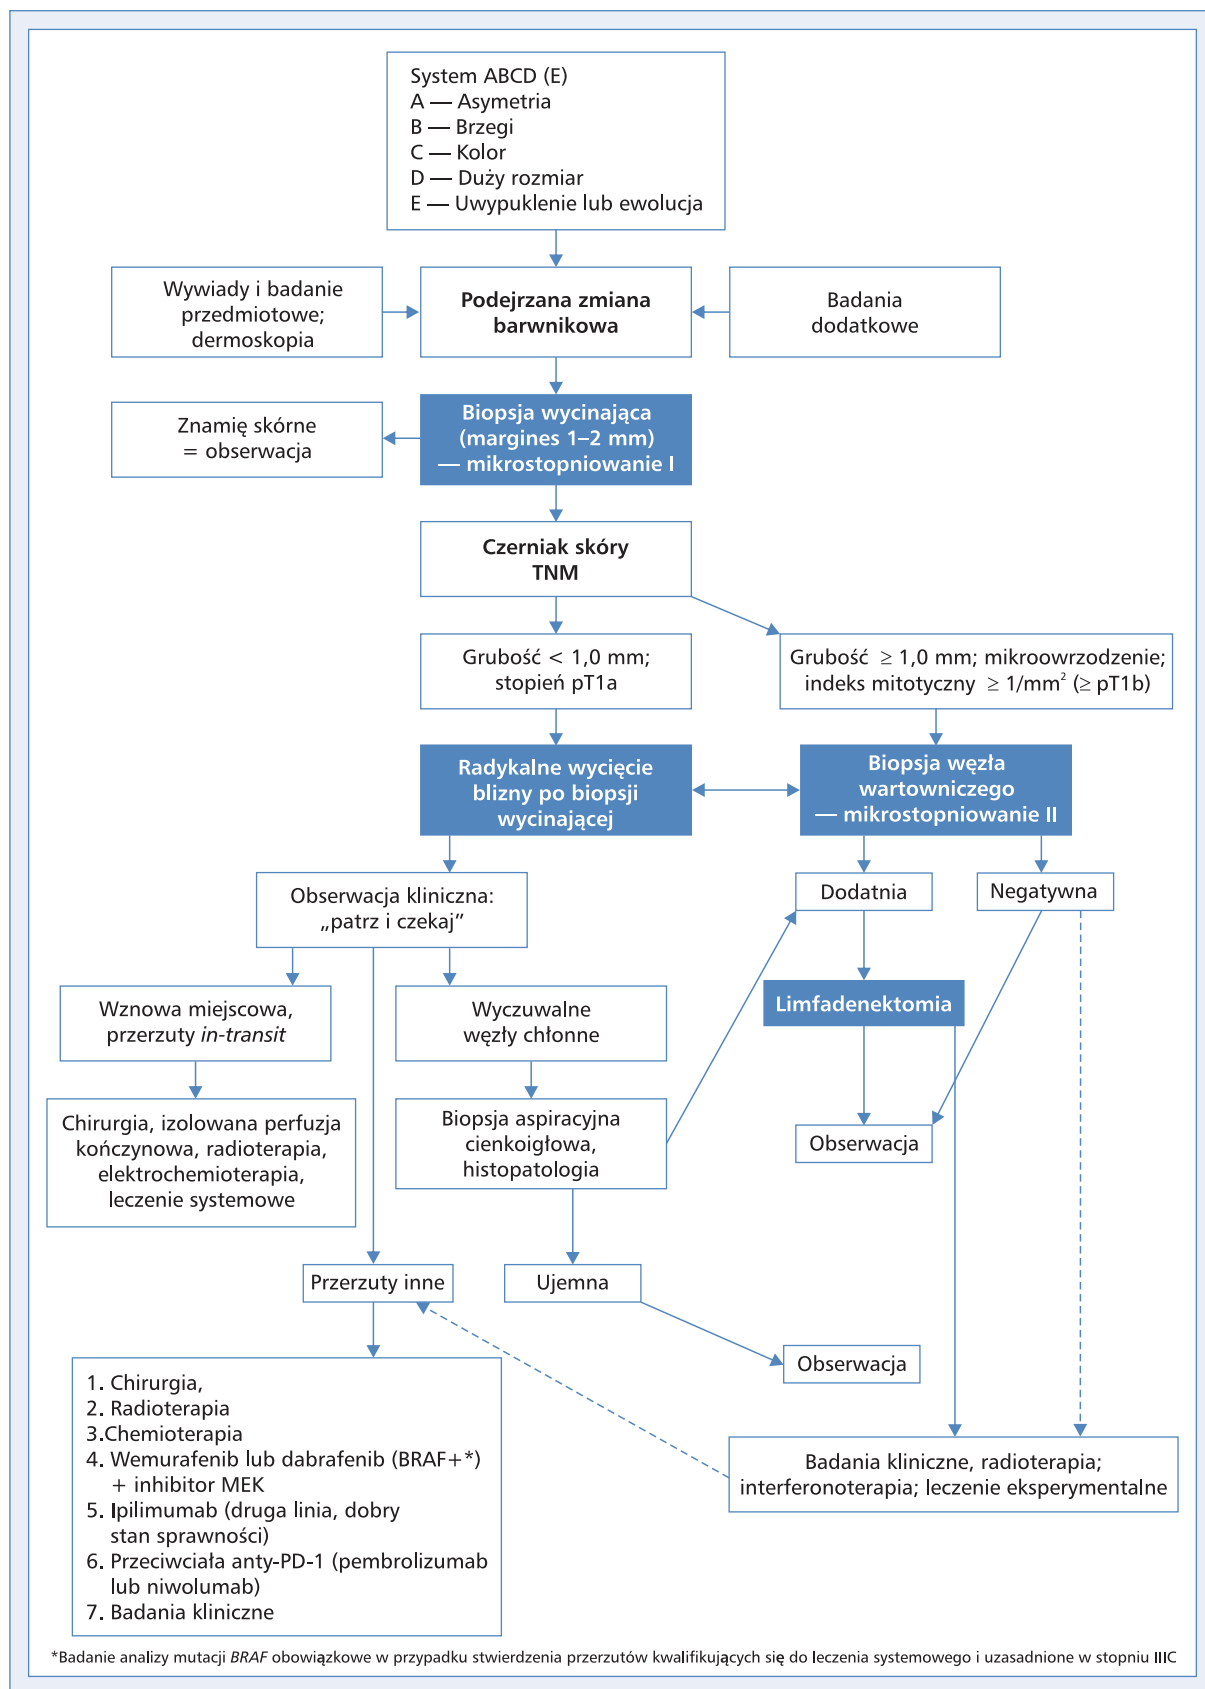 System ABCD (E)
A — Asymetria
B — Brzegi
C — Kolor
D — Duży rozmiar
E — Uwypuklenie lub ewolucja
Wywiady i badanie
przedmiotowe;
dermoskopia
Podejrzana zmiana
barwnikowa
Badania
dodatkowe
Znamię skórne
= obserwacja
Biopsja wycinająca
(margines 1–2 mm)
— mikrostopniowanie I
Czerniak skóry
TNM
Grubość < 1,0 mm;
stopień pT1a
Grubość ≥ 1,0 mm; mikroowrzodzenie;
indeks mitotyczny ≥ 1/mm² (≥ pT1b)
Radykalne wycięcie
blizny po biopsji
wycinającej
Biopsja węzła
wartowniczego
— mikrostopniowanie II
Obserwacja kliniczna:
„patrz i czekaj”
Dodatnia
Negatywna
Wznowa miejscowa,
przerzuty in-transit
Wyczuwalne
węzły chłonne
Limfadenektomia
Chirurgia, izolowana perfuzja
kończynowa, radioterapia,
elektrochemioterapia,
leczenie systemowe
Biopsja aspiracyjna
cienkoigłowa,
histopatologia
Obserwacja
Przerzuty inne
Ujemna
Obserwacja
1. Chirurgia,
2. Radioterapia
3.Chemioterapia
4. Wemurafenib lub dabrafenib (BRAF+*)
+ inhibitor MEK
5. Ipilimumab (druga linia, dobry
stan sprawności)
6. Przeciwciała anty-PD-1 (pembrolizumab
lub niwolumab)
7. Badania kliniczne
Badania kliniczne, radioterapia;
interferonoterapia; leczenie eksperymentalne
*Badanie analizy mutacji BRAF obowiązkowe w przypadku stwierdzenia przerzutów kwalifikujących się do leczenia systemowego i uzasadnione w stopniu IIIC